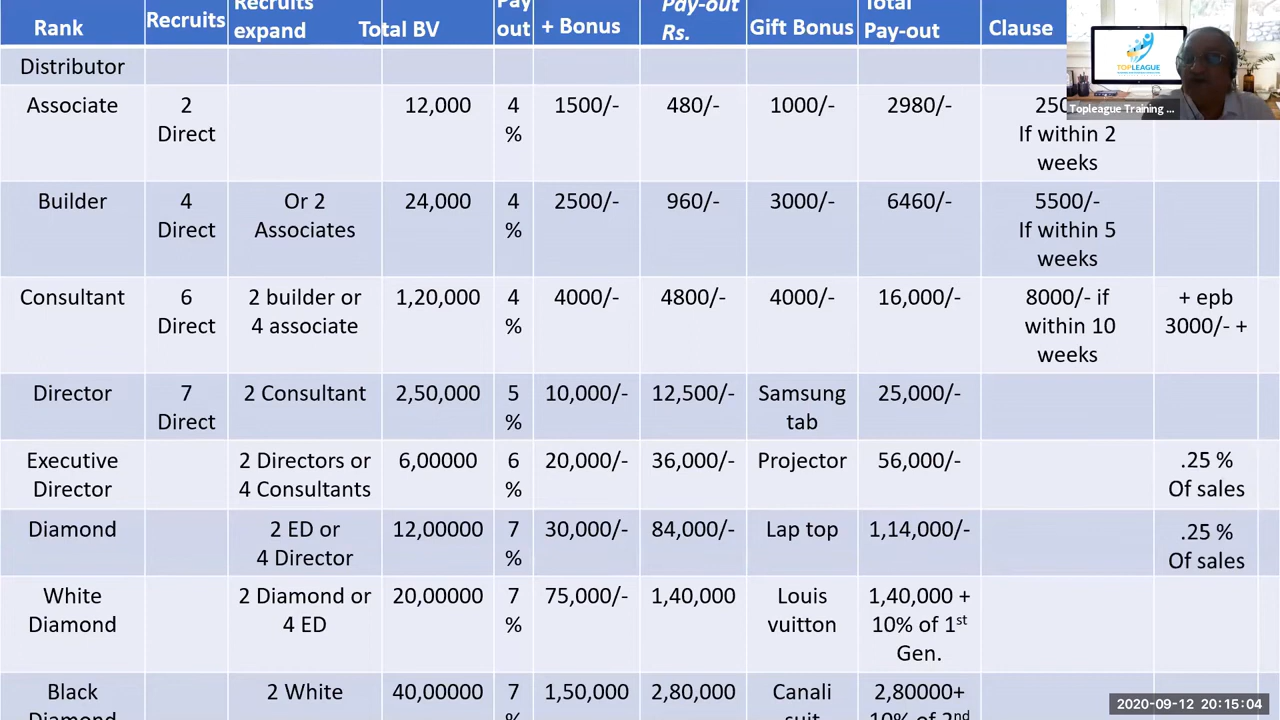 Rank Recruits Recruits expand Total BV Pay out + Bonus Pay-out Rs. Gift Bonus Total Pay-out Clause
Distributor
Associate 2 Direct 12,000 4 % 1500/- 480/- 1000/- 2980/- 250 If within 2 weeks
Builder 4 Direct Or 2 Associates 24,000 4 % 2500/- 960/- 3000/- 6460/- 5500/- If within 5 weeks
Consultant 6 Direct 2 builder or 4 associate 1,20,000 4 % 4000/- 4800/- 4000/- 16,000/- 8000/- if within 10 weeks + epb 3000/- +
Director 7 Direct 2 Consultant 2,50,000 5 % 10,000/- 12,500/- Samsung tab 25,000/-
Executive Director 2 Directors or 4 Consultants 6,00000 6 % 20,000/- 36,000/- Projector 56,000/- .25 % Of sales
Diamond 2 ED or 4 Director 12,00000 7 % 30,000/- 84,000/- Lap top 1,14,000/- .25 % Of sales
White Diamond 2 Diamond or 4 ED 20,00000 7 % 75,000/- 1,40,000 Louis vuitton 1,40,000 + 10% of 1st Gen.
Black Diamond 2 White 40,00000 7 % 1,50,000 2,80,000 Canali suit 2,80000+ 10% of 2nd
TOPLEAGUE
Topleague Training ...
2020-09-12 20:15:04